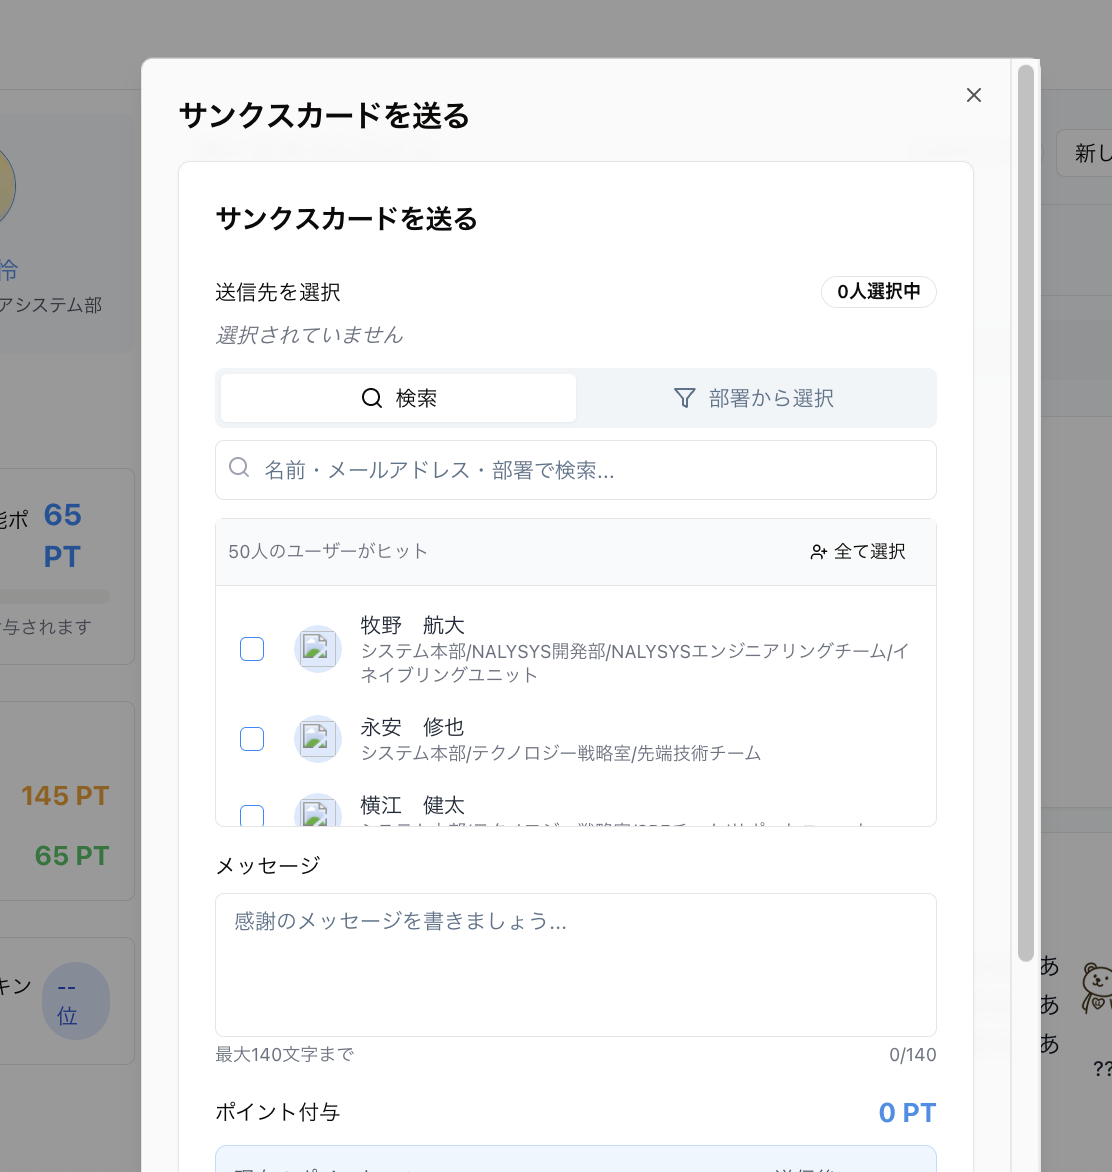 サンクスカードを送る
新し
サンクスカードを送る
怜
アシステム部
送信先を選択
0人選択中
選択されていません
検索
部署から選択
名前・メールアドレス・部署で検索...
能ポ 65
PT
与されます
50人のユーザーがヒット
全て選択
牧野　航大
システム本部/NALYSYS開発部/NALYSYSエンジニアリングチーム/イ
ネイブリングユニット
永安　修也
システム本部/テクノロジー戦略室/先端技術チーム
145 PT
65 PT
横江　健太
メッセージ
感謝のメッセージを書きましょう...
最大140文字まで
0/140
キン
--
位
あ
あ
あ
??
ポイント付与
0 PT